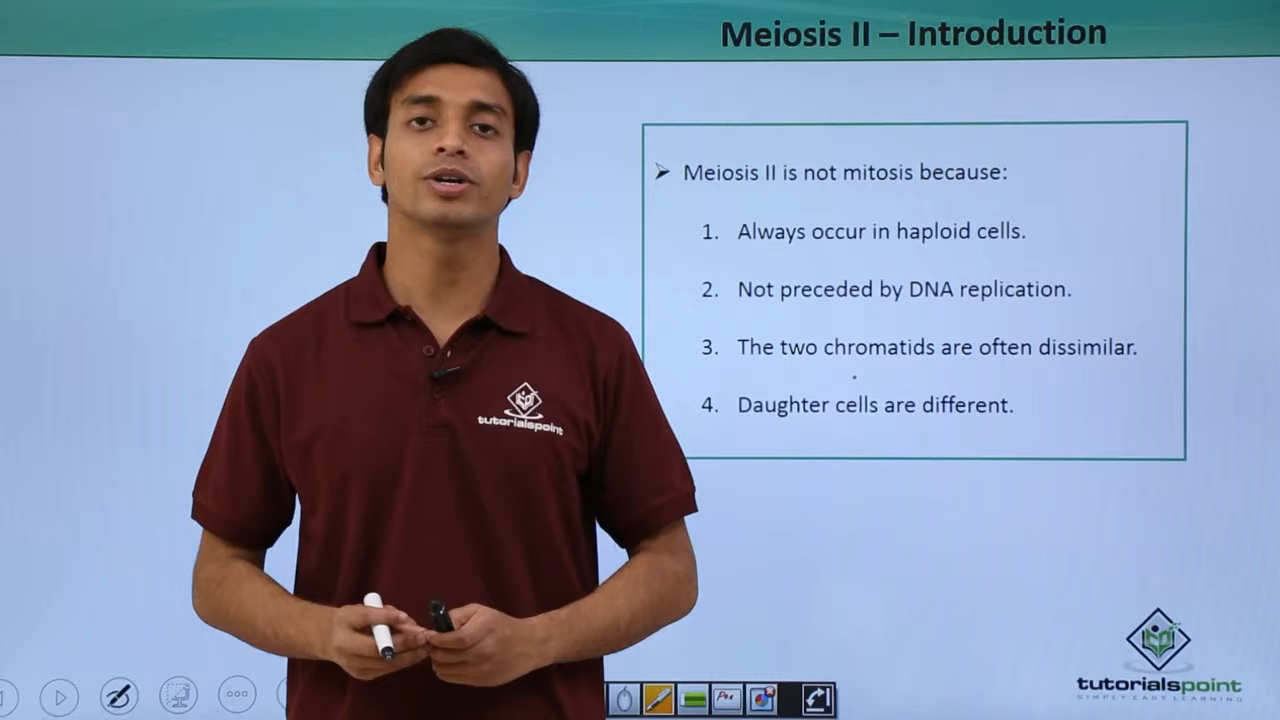 Meiosis II – Introduction
➢ Meiosis II is not mitosis because:
1. Always occur in haploid cells.
2. Not preceded by DNA replication.
3. The two chromatids are often dissimilar.
4. Daughter cells are different.
tutorialspoint
tutorialspoint
SIMPLY EASY LEARNING